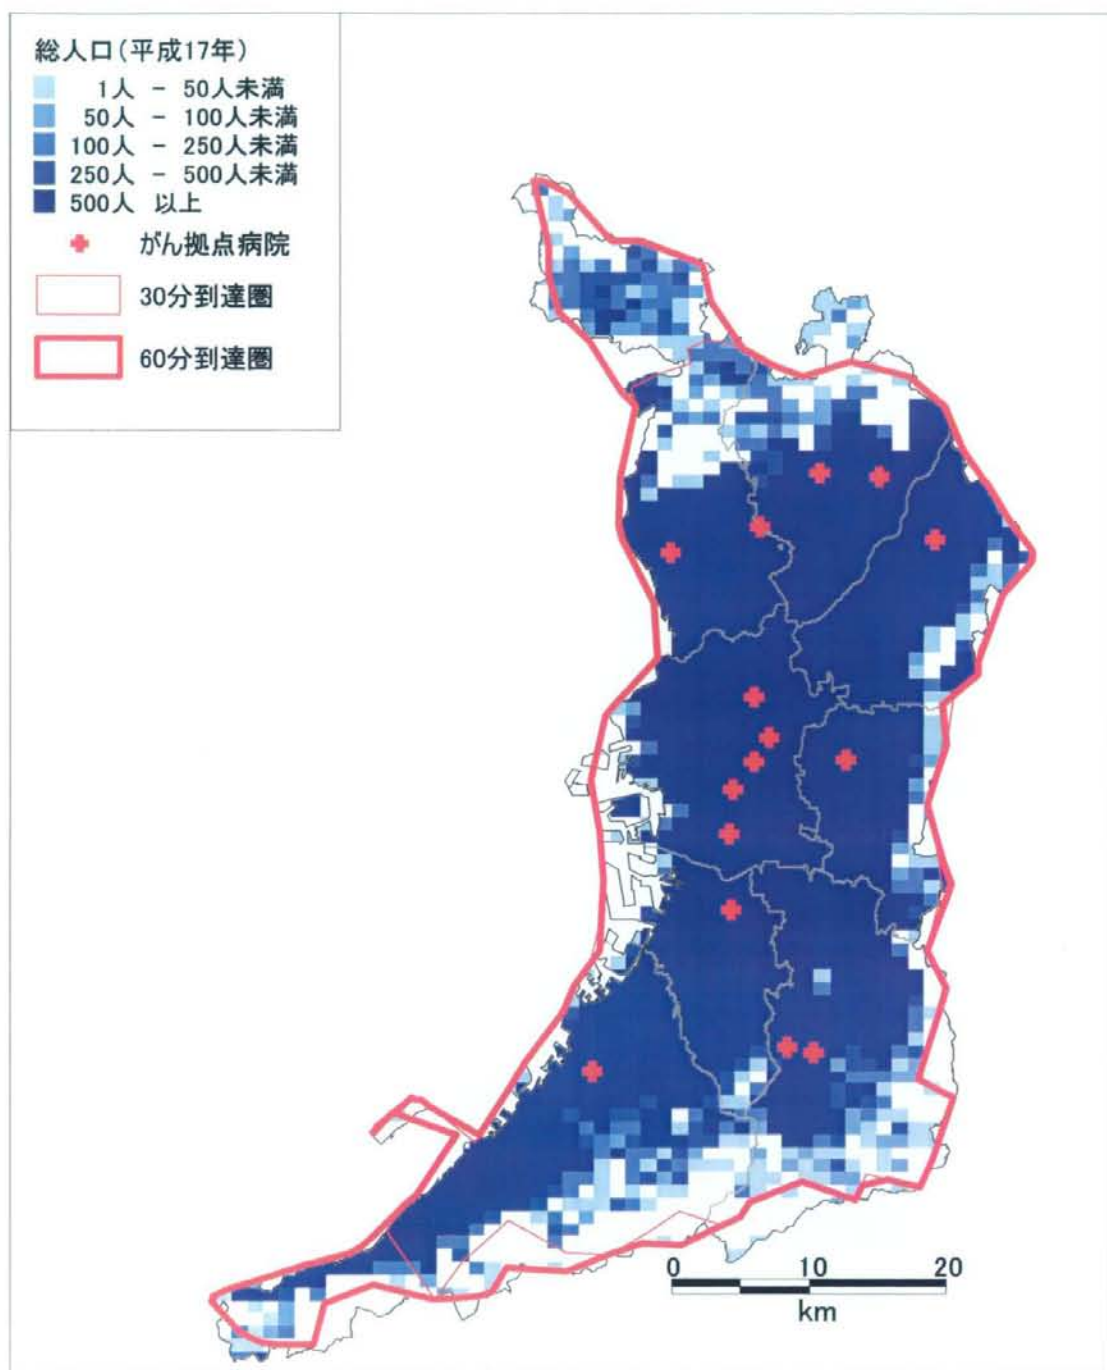 総人口(平成17年)
1人 - 50人未満
50人 - 100人未満
100人 - 250人未満
250人 - 500人未満
500人 以上
がん拠点病院
30分到達圏
60分到達圏
0 10 20
km